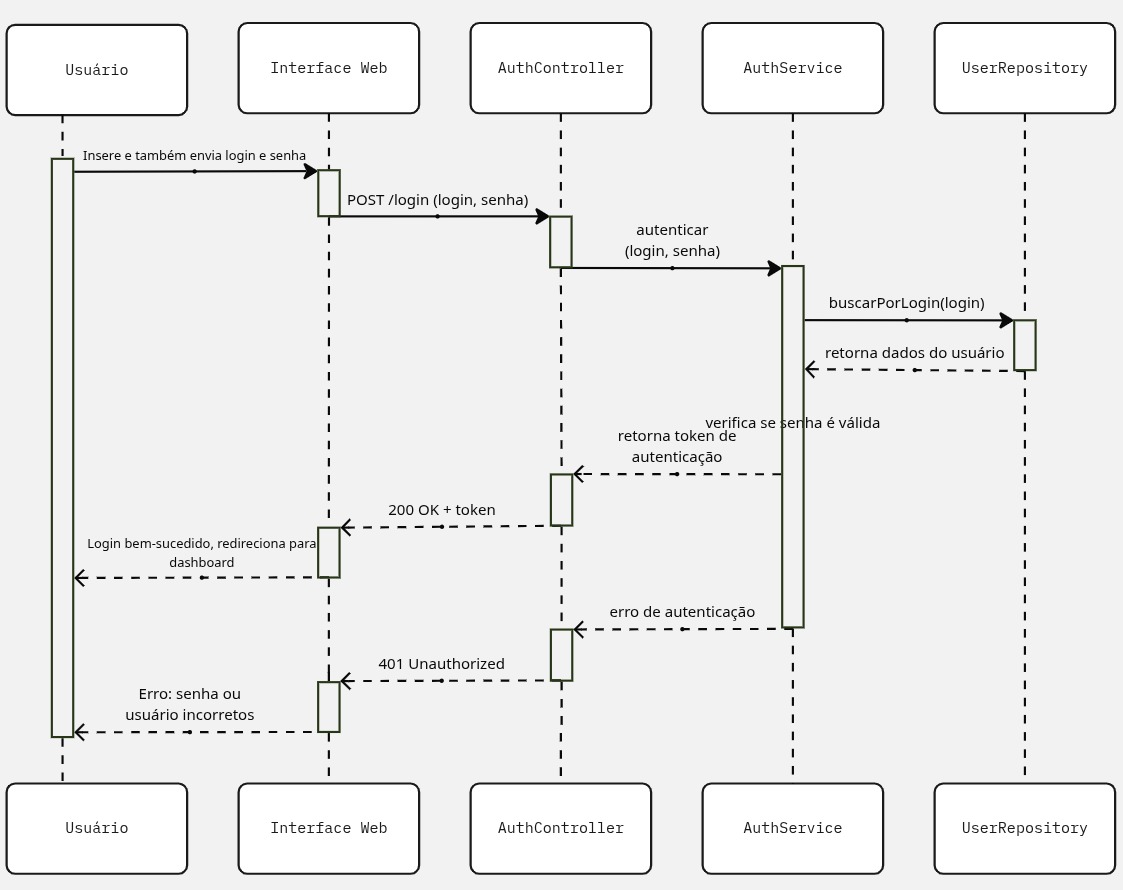 Usuário
Interface Web
AuthController
AuthService
UserRepository
Insere e também envia login e senha
POST /login (login, senha)
autenticar
(login, senha)
buscarPorLogin(login)
retorna dados do usuário
verifica se senha é válida
retorna token de
autenticação
200 OK + token
Login bem-sucedido, redireciona para
dashboard
erro de autenticação
401 Unauthorized
Erro: senha ou
usuário incorretos
Usuário
Interface Web
AuthController
AuthService
UserRepository